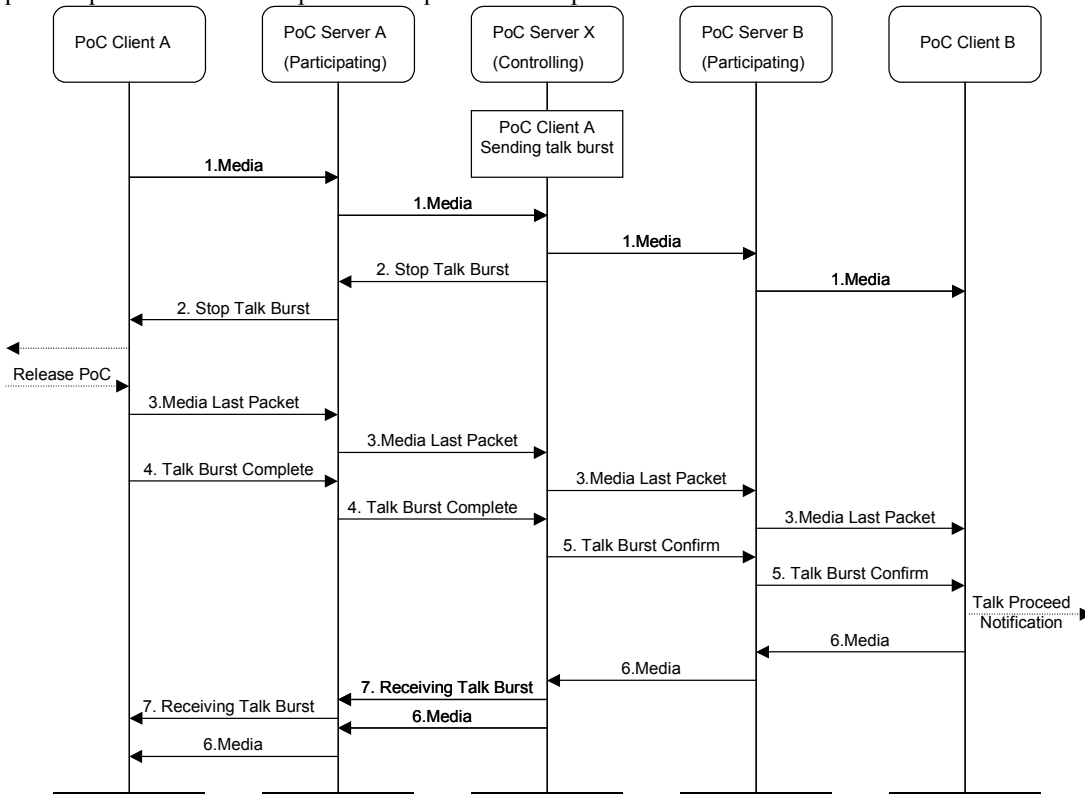 PoC Client A
PoC Server A
(Participating)
PoC Server X
(Controlling)
PoC Server B
(Participating)
PoC Client B
PoC Client A
Sending talk burst
1.Media
1.Media
1.Media
2. Stop Talk Burst
1.Media
2. Stop Talk Burst
Release PoC
3.Media Last Packet
3.Media Last Packet
4. Talk Burst Complete
3.Media Last Packet
4. Talk Burst Complete
3.Media Last Packet
5. Talk Burst Confirm
5. Talk Burst Confirm
Talk Proceed
Notification
6.Media
6.Media
7. Receiving Talk Burst
7. Receiving Talk Burst
6.Media
6.Media